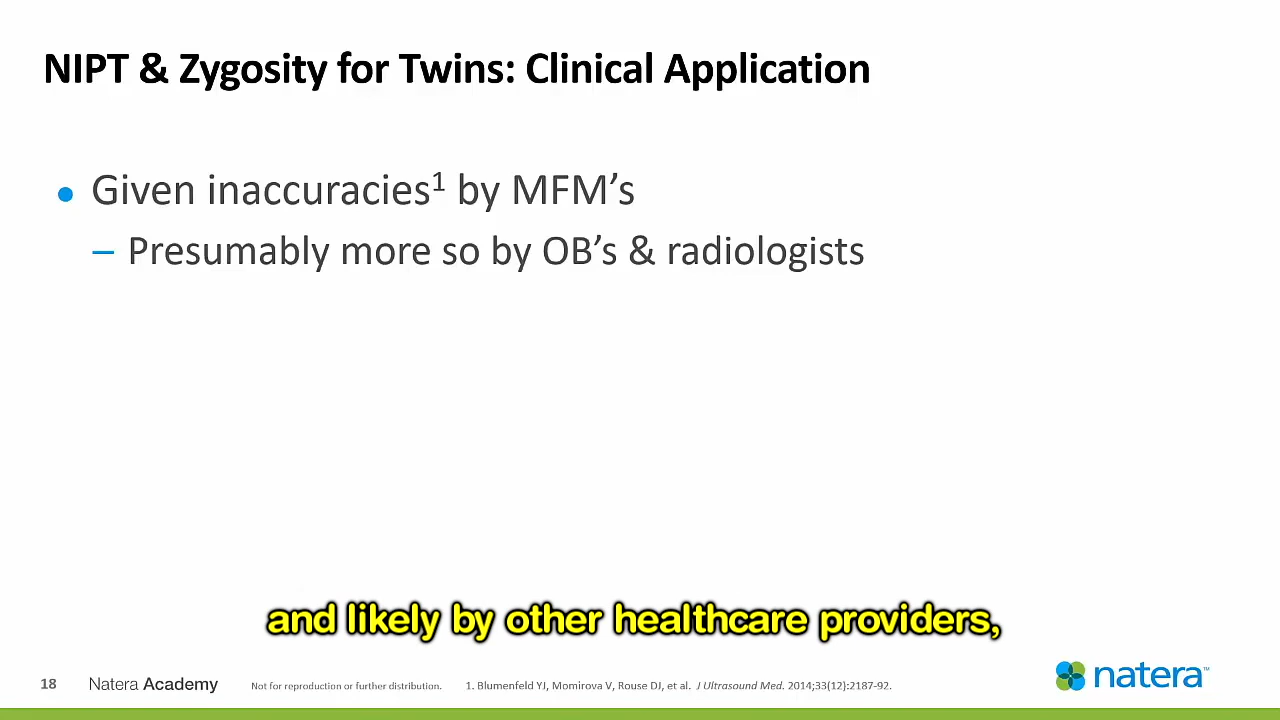 NIPT & Zygosity for Twins: Clinical Application
• Given inaccuracies¹ by MFM’s
– Presumably more so by OB’s & radiologists
and likely by other healthcare providers,
18 Natera Academy Not for reproduction or further distribution. 1. Blumenfeld YJ, Momirova V, Rouse DJ, et al. J Ultrasound Med. 2014;33(12):2187-92.
natera™